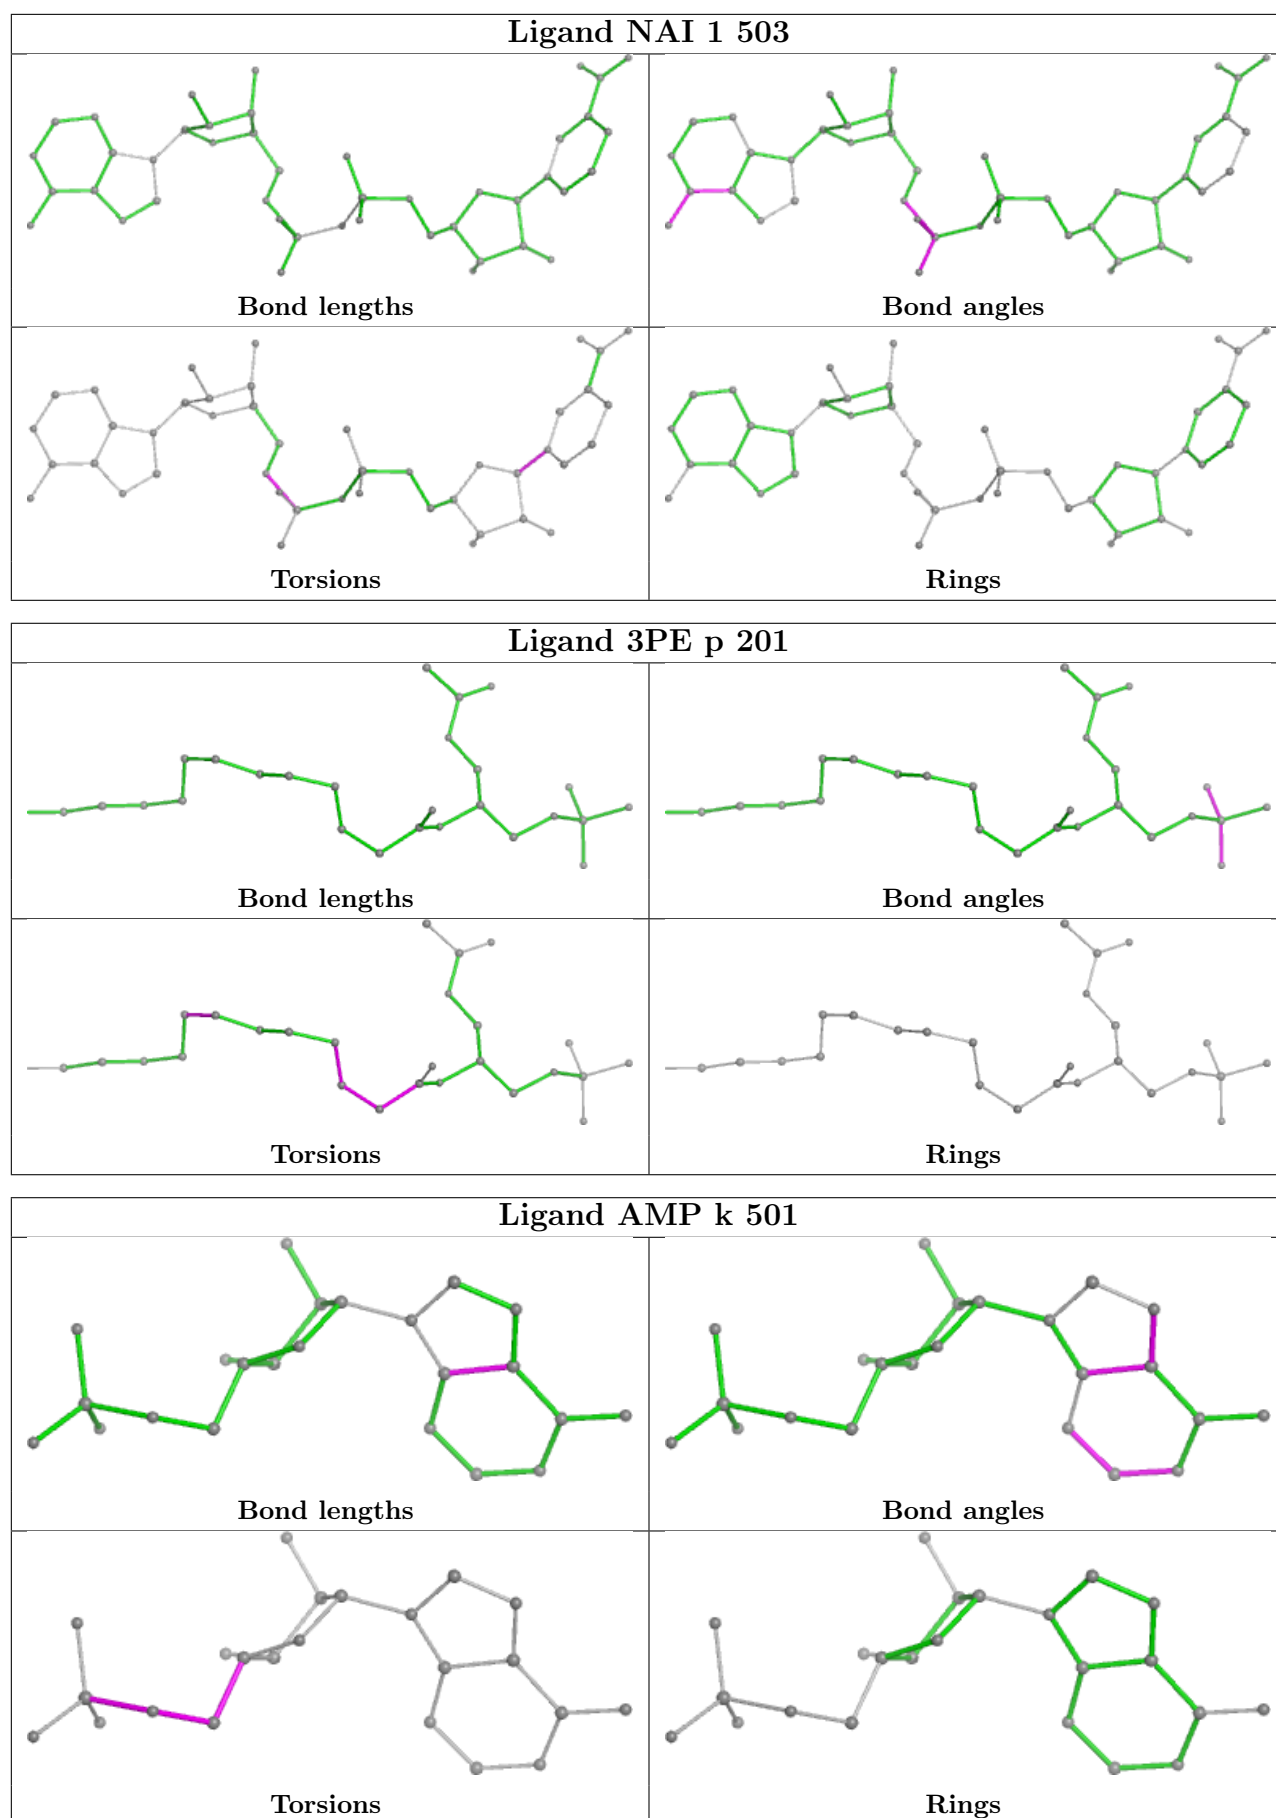 Ligand NAI 1 503
Bond lengths
Bond angles
Torsions
Rings
Ligand 3PE p 201
Bond lengths
Bond angles
Torsions
Rings
Ligand AMP k 501
Bond lengths
Bond angles
Torsions
Rings